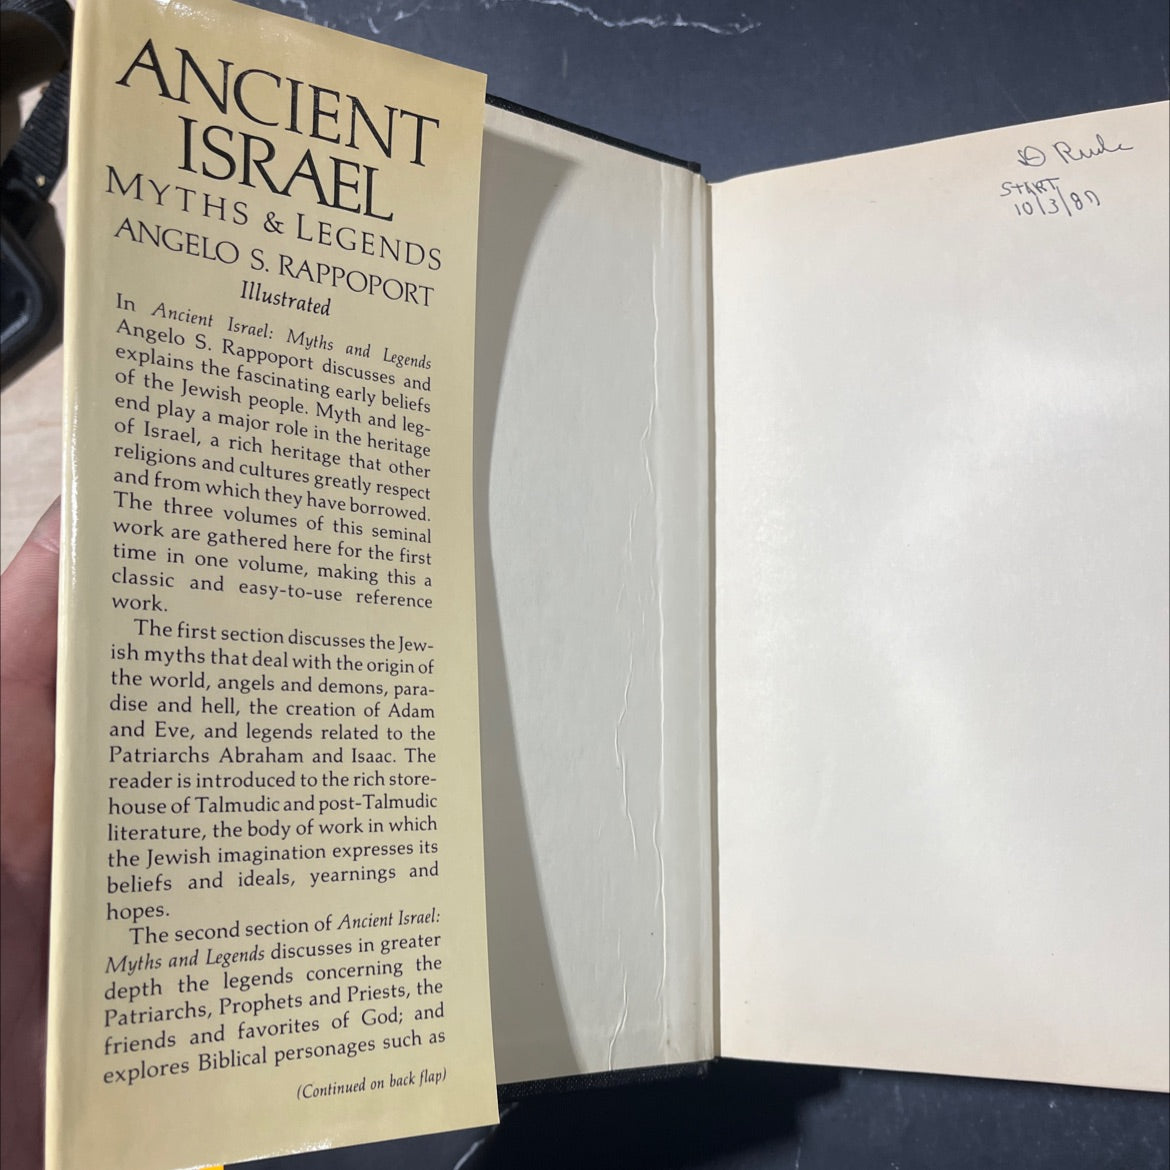 ANCIENT
ISRAEL
MYTHS & LEGENDS
ANGELO S. RAPPOPORT
Illustrated
In Ancient Israel: Myths and Legends
Angelo S. Rappoport discusses and
explains the fascinating early beliefs
of the Jewish people. Myth and leg-
end play a major role in the heritage
of Israel, a rich heritage that other
religions and cultures greatly respect
and from which they have borrowed.
The three volumes of this seminal
work are gathered here for the first
time in one volume, making this a
classic and easy-to-use reference
work.
The first section discusses the Jew-
ish myths that deal with the origin of
the world, angels and demons, para-
dise and hell, the creation of Adam
and Eve, and legends related to the
Patriarchs Abraham and Isaac. The
reader is introduced to the rich store-
house of Talmudic and post-Talmudic
literature, the body of work in which
the Jewish imagination expresses its
beliefs and ideals, yearnings and
hopes.
The second section of Ancient Israel:
Myths and Legends discusses in greater
depth the legends concerning the
Patriarchs, Prophets and Priests, the
friends and favorites of God; and
explores Biblical personages such as
(Continued on back flap)
START
10/3/87